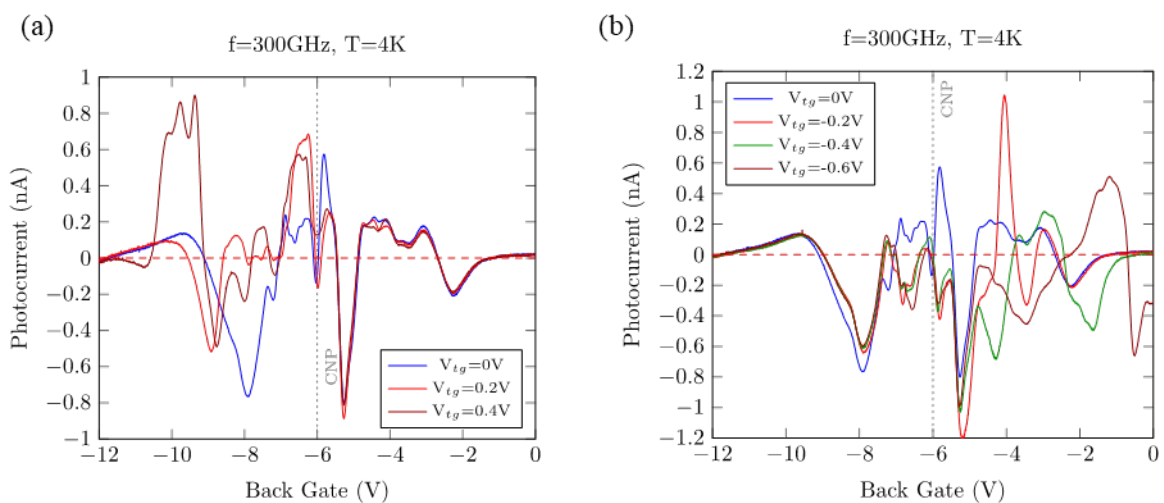 (a)
f=300GHz, T=4K
Photocurrent (nA)
1
0.8
0.6
0.4
0.2
0
−0.2
−0.4
−0.6
−0.8
−1
CNP
V_tg=0V
V_tg=0.2V
V_tg=0.4V
−12
−10
−8
−6
−4
−2
0
Back Gate (V)
(b)
f=300GHz, T=4K
Photocurrent (nA)
1.2
1
0.8
0.6
0.4
0.2
0
−0.2
−0.4
−0.6
−0.8
−1
−1.2
V_tg=0V
V_tg=-0.2V
V_tg=-0.4V
V_tg=-0.6V
CNP
−12
−10
−8
−6
−4
−2
0
Back Gate (V)